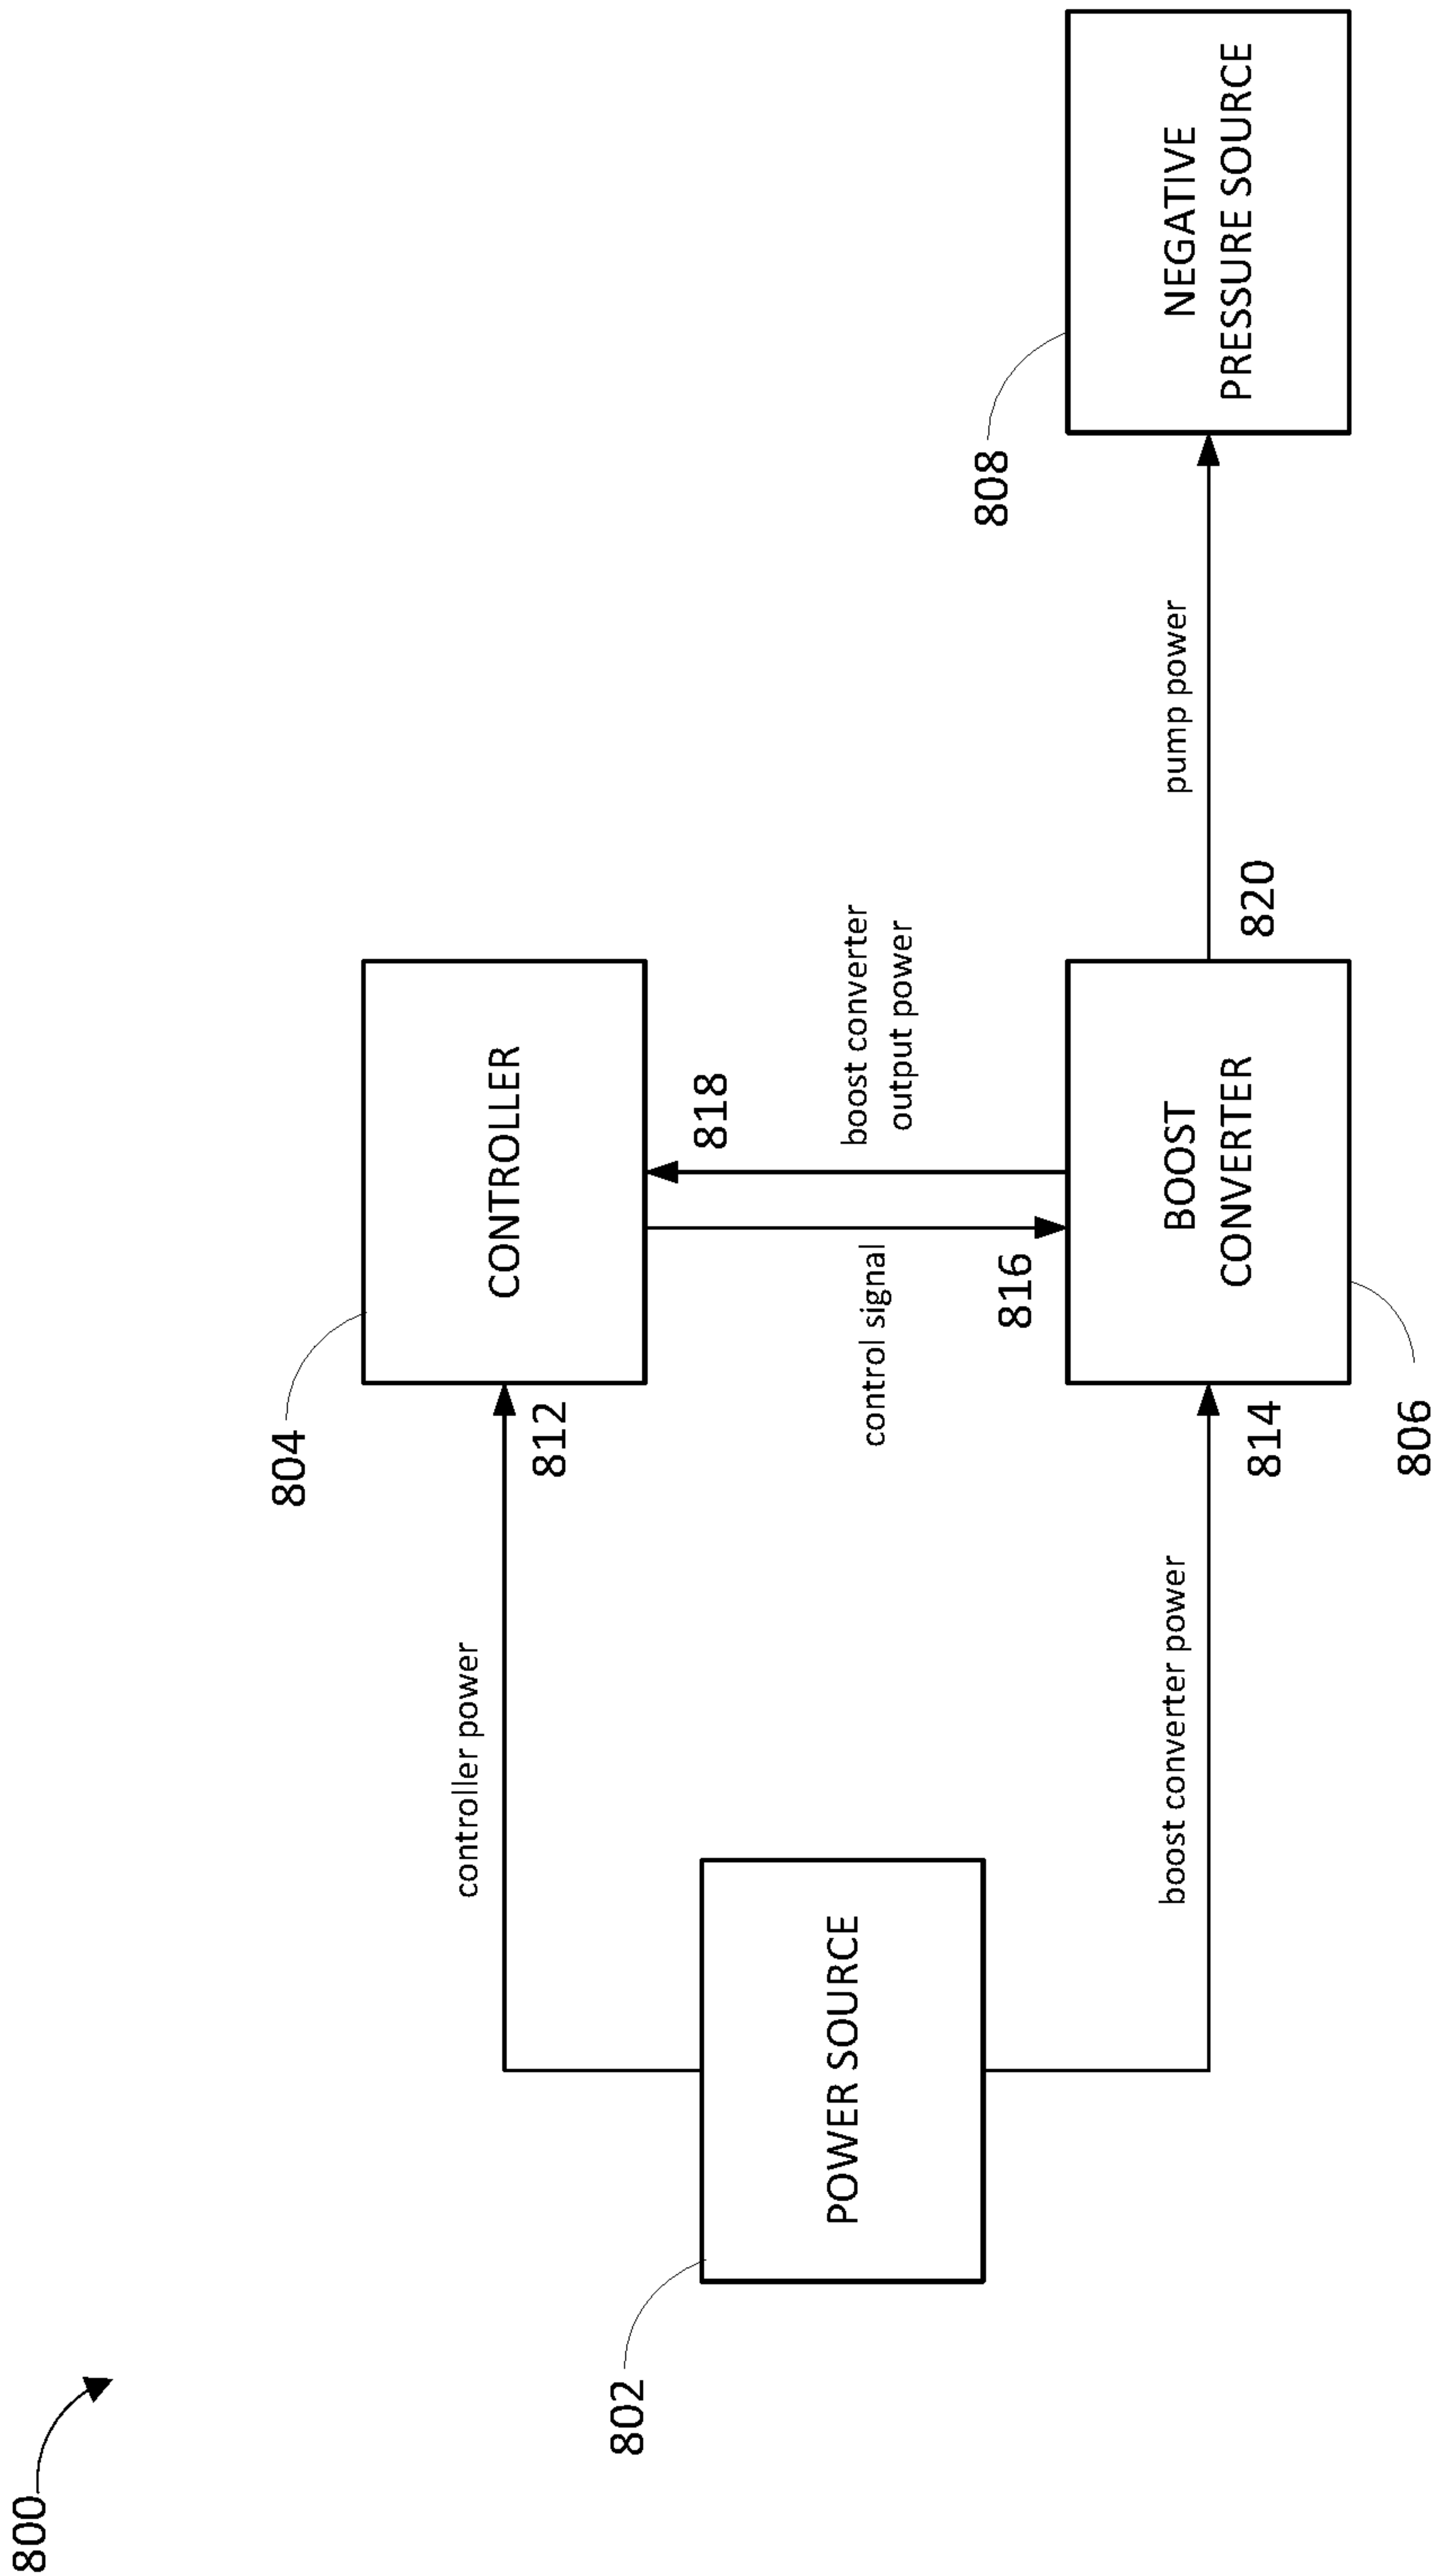 800
804
CONTROLLER
controller power
812
818
802
POWER SOURCE
control signal
boost converter
output power
816
808
boost converter power
814
BOOST
CONVERTER
806
820
pump power
NEGATIVE
PRESSURE SOURCE